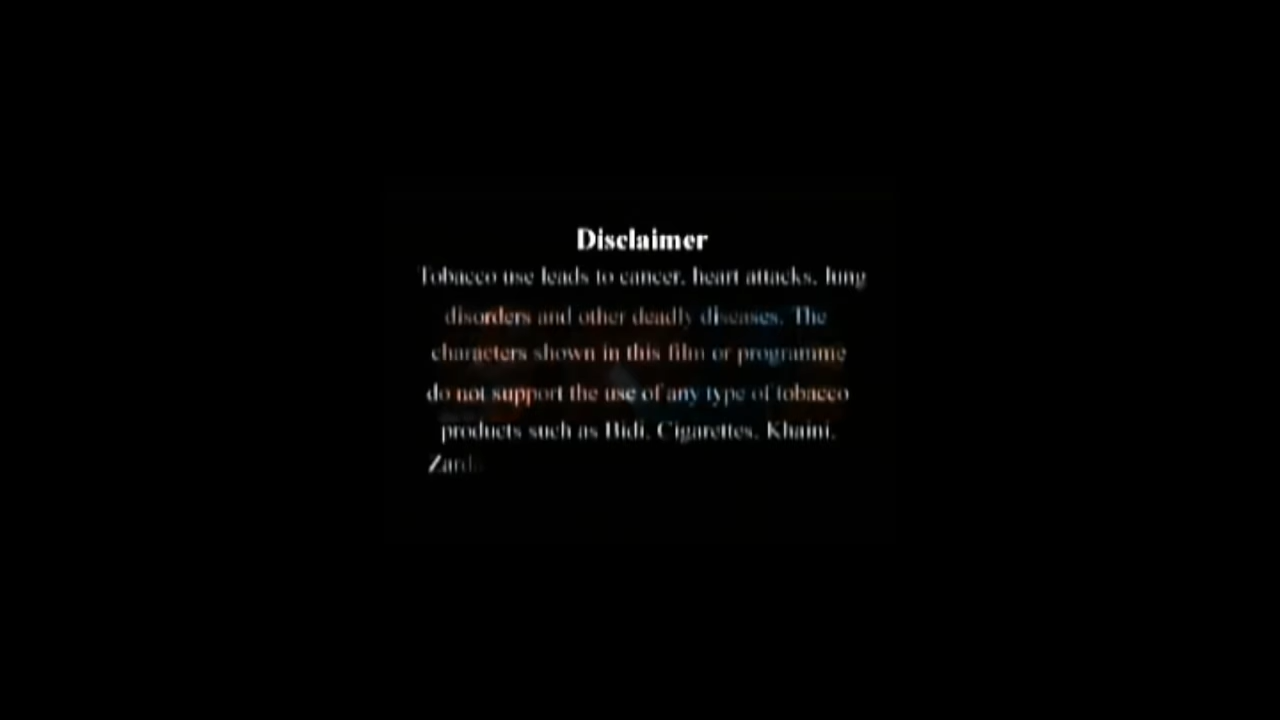 Disclaimer
Tobacco use leads to cancer, heart attacks, lung
disorders and other deadly diseases. The
characters shown in this film or programme
do not support the use of any type of tobacco
products such as Bidi, Cigarettes, Khaini,
Zarda